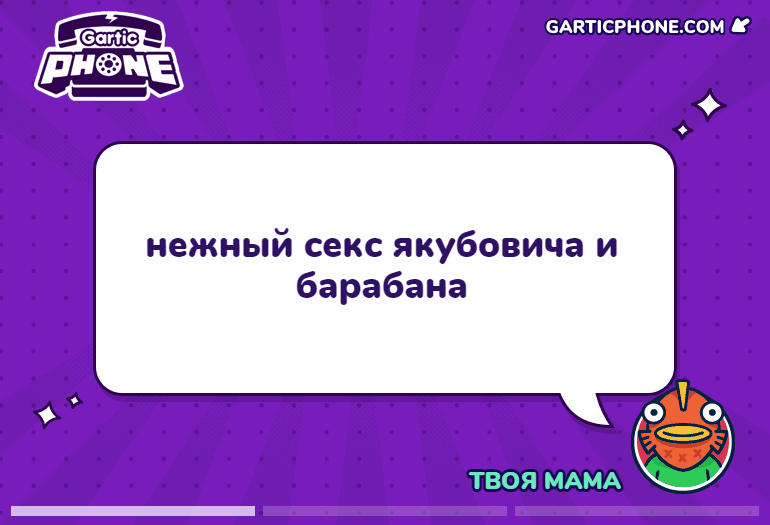 Gartic
PHONE
GARTICPHONE.COM
нежный секс якубовича и
барабана
ТВОЯ МАМА